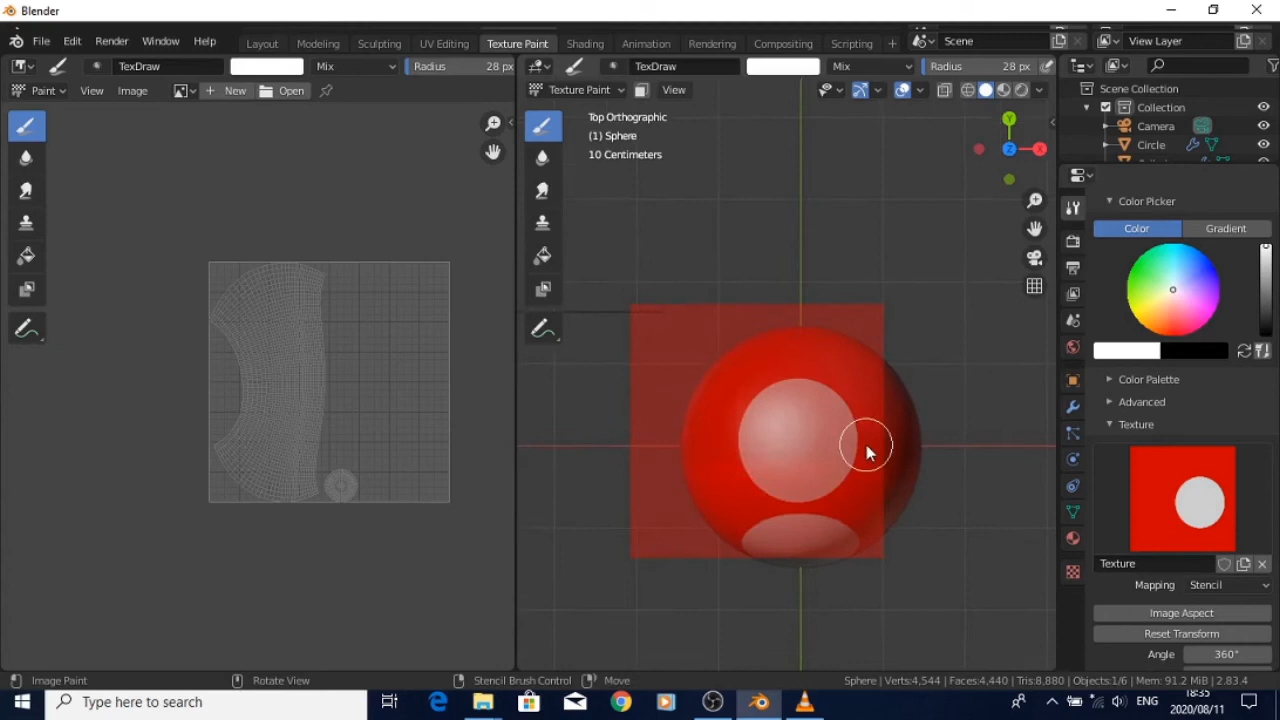 Blender
File Edit Render Window Help Layout Modeling Sculpting UV Editing Texture Paint Shading Animation Rendering Compositing Scripting + Scene View Layer
TexDraw Mix Radius 28 px TexDraw Mix Radius 28 px
Paint View Image + New Open Texture Paint View
Scene Collection
Collection
Camera
Circle
Top Orthographic
(1) Sphere
10 Centimeters
Y
Z
X
Color Picker
Color Gradient
Color Palette
Advanced
Texture
Texture
Mapping Stencil
Image Aspect
Reset Transform
Angle 360°
Image Paint Rotate View Stencil Brush Control Move Sphere | Verts:4,544 | Faces:4,440 | Tris:8,880 | Objects:1/6 | Mem: 91.2 MiB | 2.83.4
Type here to search ENG 18:35
2020/08/11